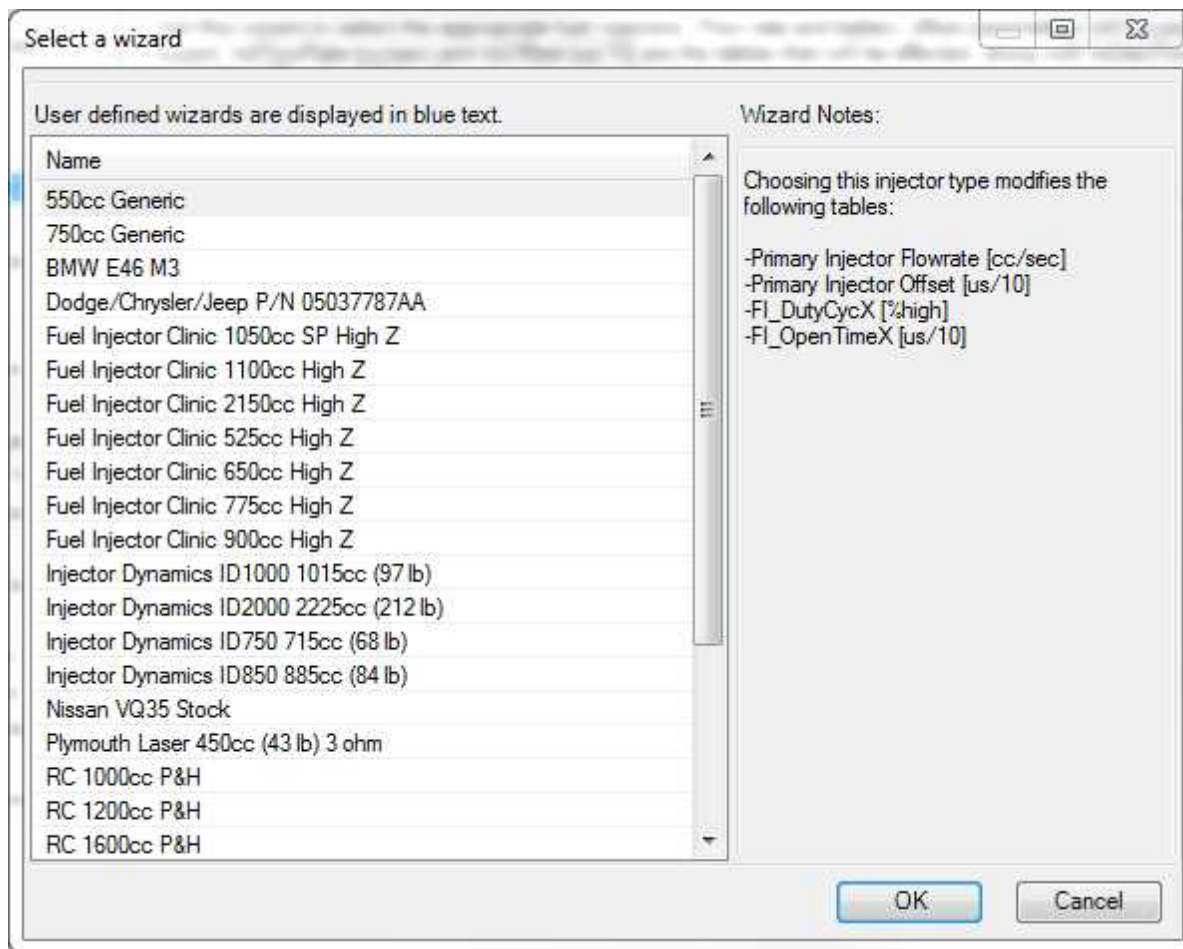 Select a wizard
User defined wizards are displayed in blue text.
Name
550cc Generic
750cc Generic
BMW E46 M3
Dodge/Chrysler/Jeep P/N 05037787AA
Fuel Injector Clinic 1050cc SP High Z
Fuel Injector Clinic 1100cc High Z
Fuel Injector Clinic 2150cc High Z
Fuel Injector Clinic 525cc High Z
Fuel Injector Clinic 650cc High Z
Fuel Injector Clinic 775cc High Z
Fuel Injector Clinic 900cc High Z
Injector Dynamics ID1000 1015cc (97 lb)
Injector Dynamics ID2000 2225cc (212 lb)
Injector Dynamics ID750 715cc (68 lb)
Injector Dynamics ID850 885cc (84 lb)
Nissan VQ35 Stock
Plymouth Laser 450cc (43 lb) 3 ohm
RC 1000cc P&H
RC 1200cc P&H
RC 1600cc P&H
Wizard Notes:
Choosing this injector type modifies the
following tables:
-Primary Injector Flowrate [cc/sec]
-Primary Injector Offset [us/10]
-FI_DutyCycX [%high]
-FI_OpenTimeX [us/10]
OK
Cancel